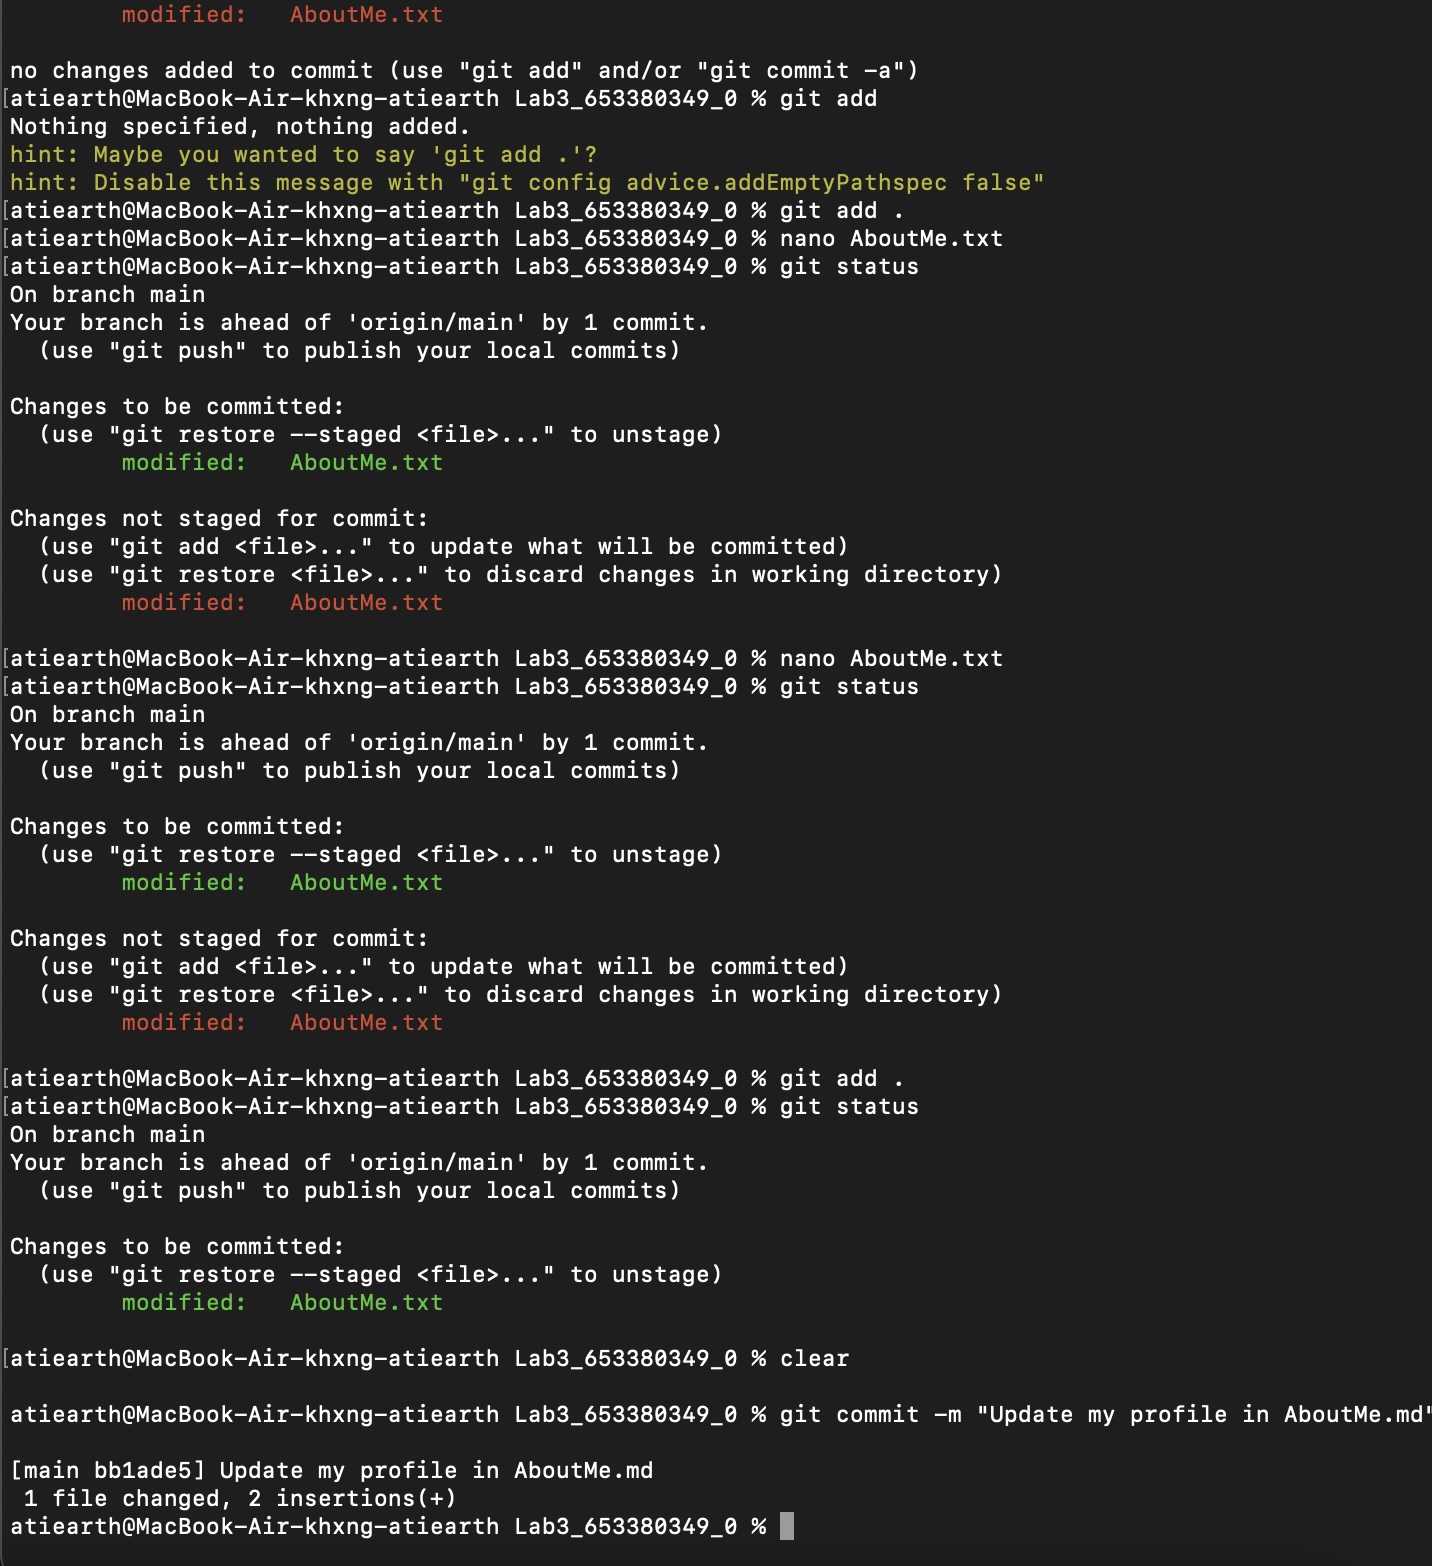 modified:   AboutMe.txt
no changes added to commit (use "git add" and/or "git commit -a")
[atiearth@MacBook-Air-khxng-atiearth Lab3_653380349_0 % git add
Nothing specified, nothing added.
hint: Maybe you wanted to say 'git add .'?
hint: Disable this message with "git config advice.addEmptyPathspec false"
[atiearth@MacBook-Air-khxng-atiearth Lab3_653380349_0 % git add .
[atiearth@MacBook-Air-khxng-atiearth Lab3_653380349_0 % nano AboutMe.txt
[atiearth@MacBook-Air-khxng-atiearth Lab3_653380349_0 % git status
On branch main
Your branch is ahead of 'origin/main' by 1 commit.
  (use "git push" to publish your local commits)
Changes to be committed:
  (use "git restore --staged <file>..." to unstage)
        modified:   AboutMe.txt
Changes not staged for commit:
  (use "git add <file>..." to update what will be committed)
  (use "git restore <file>..." to discard changes in working directory)
        modified:   AboutMe.txt
[atiearth@MacBook-Air-khxng-atiearth Lab3_653380349_0 % nano AboutMe.txt
[atiearth@MacBook-Air-khxng-atiearth Lab3_653380349_0 % git status
On branch main
Your branch is ahead of 'origin/main' by 1 commit.
  (use "git push" to publish your local commits)
Changes to be committed:
  (use "git restore --staged <file>..." to unstage)
        modified:   AboutMe.txt
Changes not staged for commit:
  (use "git add <file>..." to update what will be committed)
  (use "git restore <file>..." to discard changes in working directory)
        modified:   AboutMe.txt
[atiearth@MacBook-Air-khxng-atiearth Lab3_653380349_0 % git add .
[atiearth@MacBook-Air-khxng-atiearth Lab3_653380349_0 % git status
On branch main
Your branch is ahead of 'origin/main' by 1 commit.
  (use "git push" to publish your local commits)
Changes to be committed:
  (use "git restore --staged <file>..." to unstage)
        modified:   AboutMe.txt
[atiearth@MacBook-Air-khxng-atiearth Lab3_653380349_0 % clear
atiearth@MacBook-Air-khxng-atiearth Lab3_653380349_0 % git commit -m "Update my profile in AboutMe.md"
[main bb1ade5] Update my profile in AboutMe.md
 1 file changed, 2 insertions(+)
atiearth@MacBook-Air-khxng-atiearth Lab3_653380349_0 %